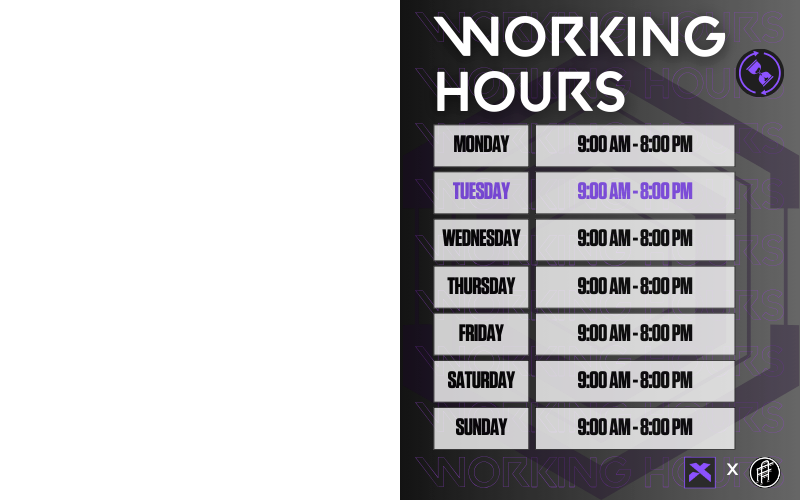 WORKING
HOURS
MONDAY 9:00 AM - 8:00 PM
TUESDAY 9:00 AM - 8:00 PM
WEDNESDAY 9:00 AM - 8:00 PM
THURSDAY 9:00 AM - 8:00 PM
FRIDAY 9:00 AM - 8:00 PM
SATURDAY 9:00 AM - 8:00 PM
SUNDAY 9:00 AM - 8:00 PM
WORKING HOURS
X